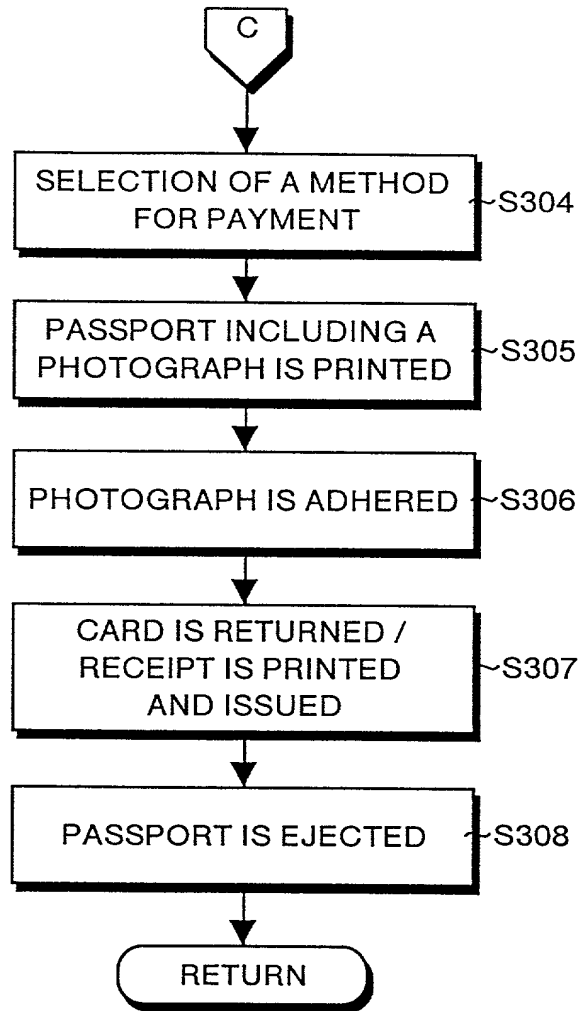 C
SELECTION OF A METHOD
FOR PAYMENT
S304
PASSPORT INCLUDING A
PHOTOGRAPH IS PRINTED
S305
PHOTOGRAPH IS ADHERED
S306
CARD IS RETURNED /
RECEIPT IS PRINTED
AND ISSUED
S307
PASSPORT IS EJECTED
S308
RETURN